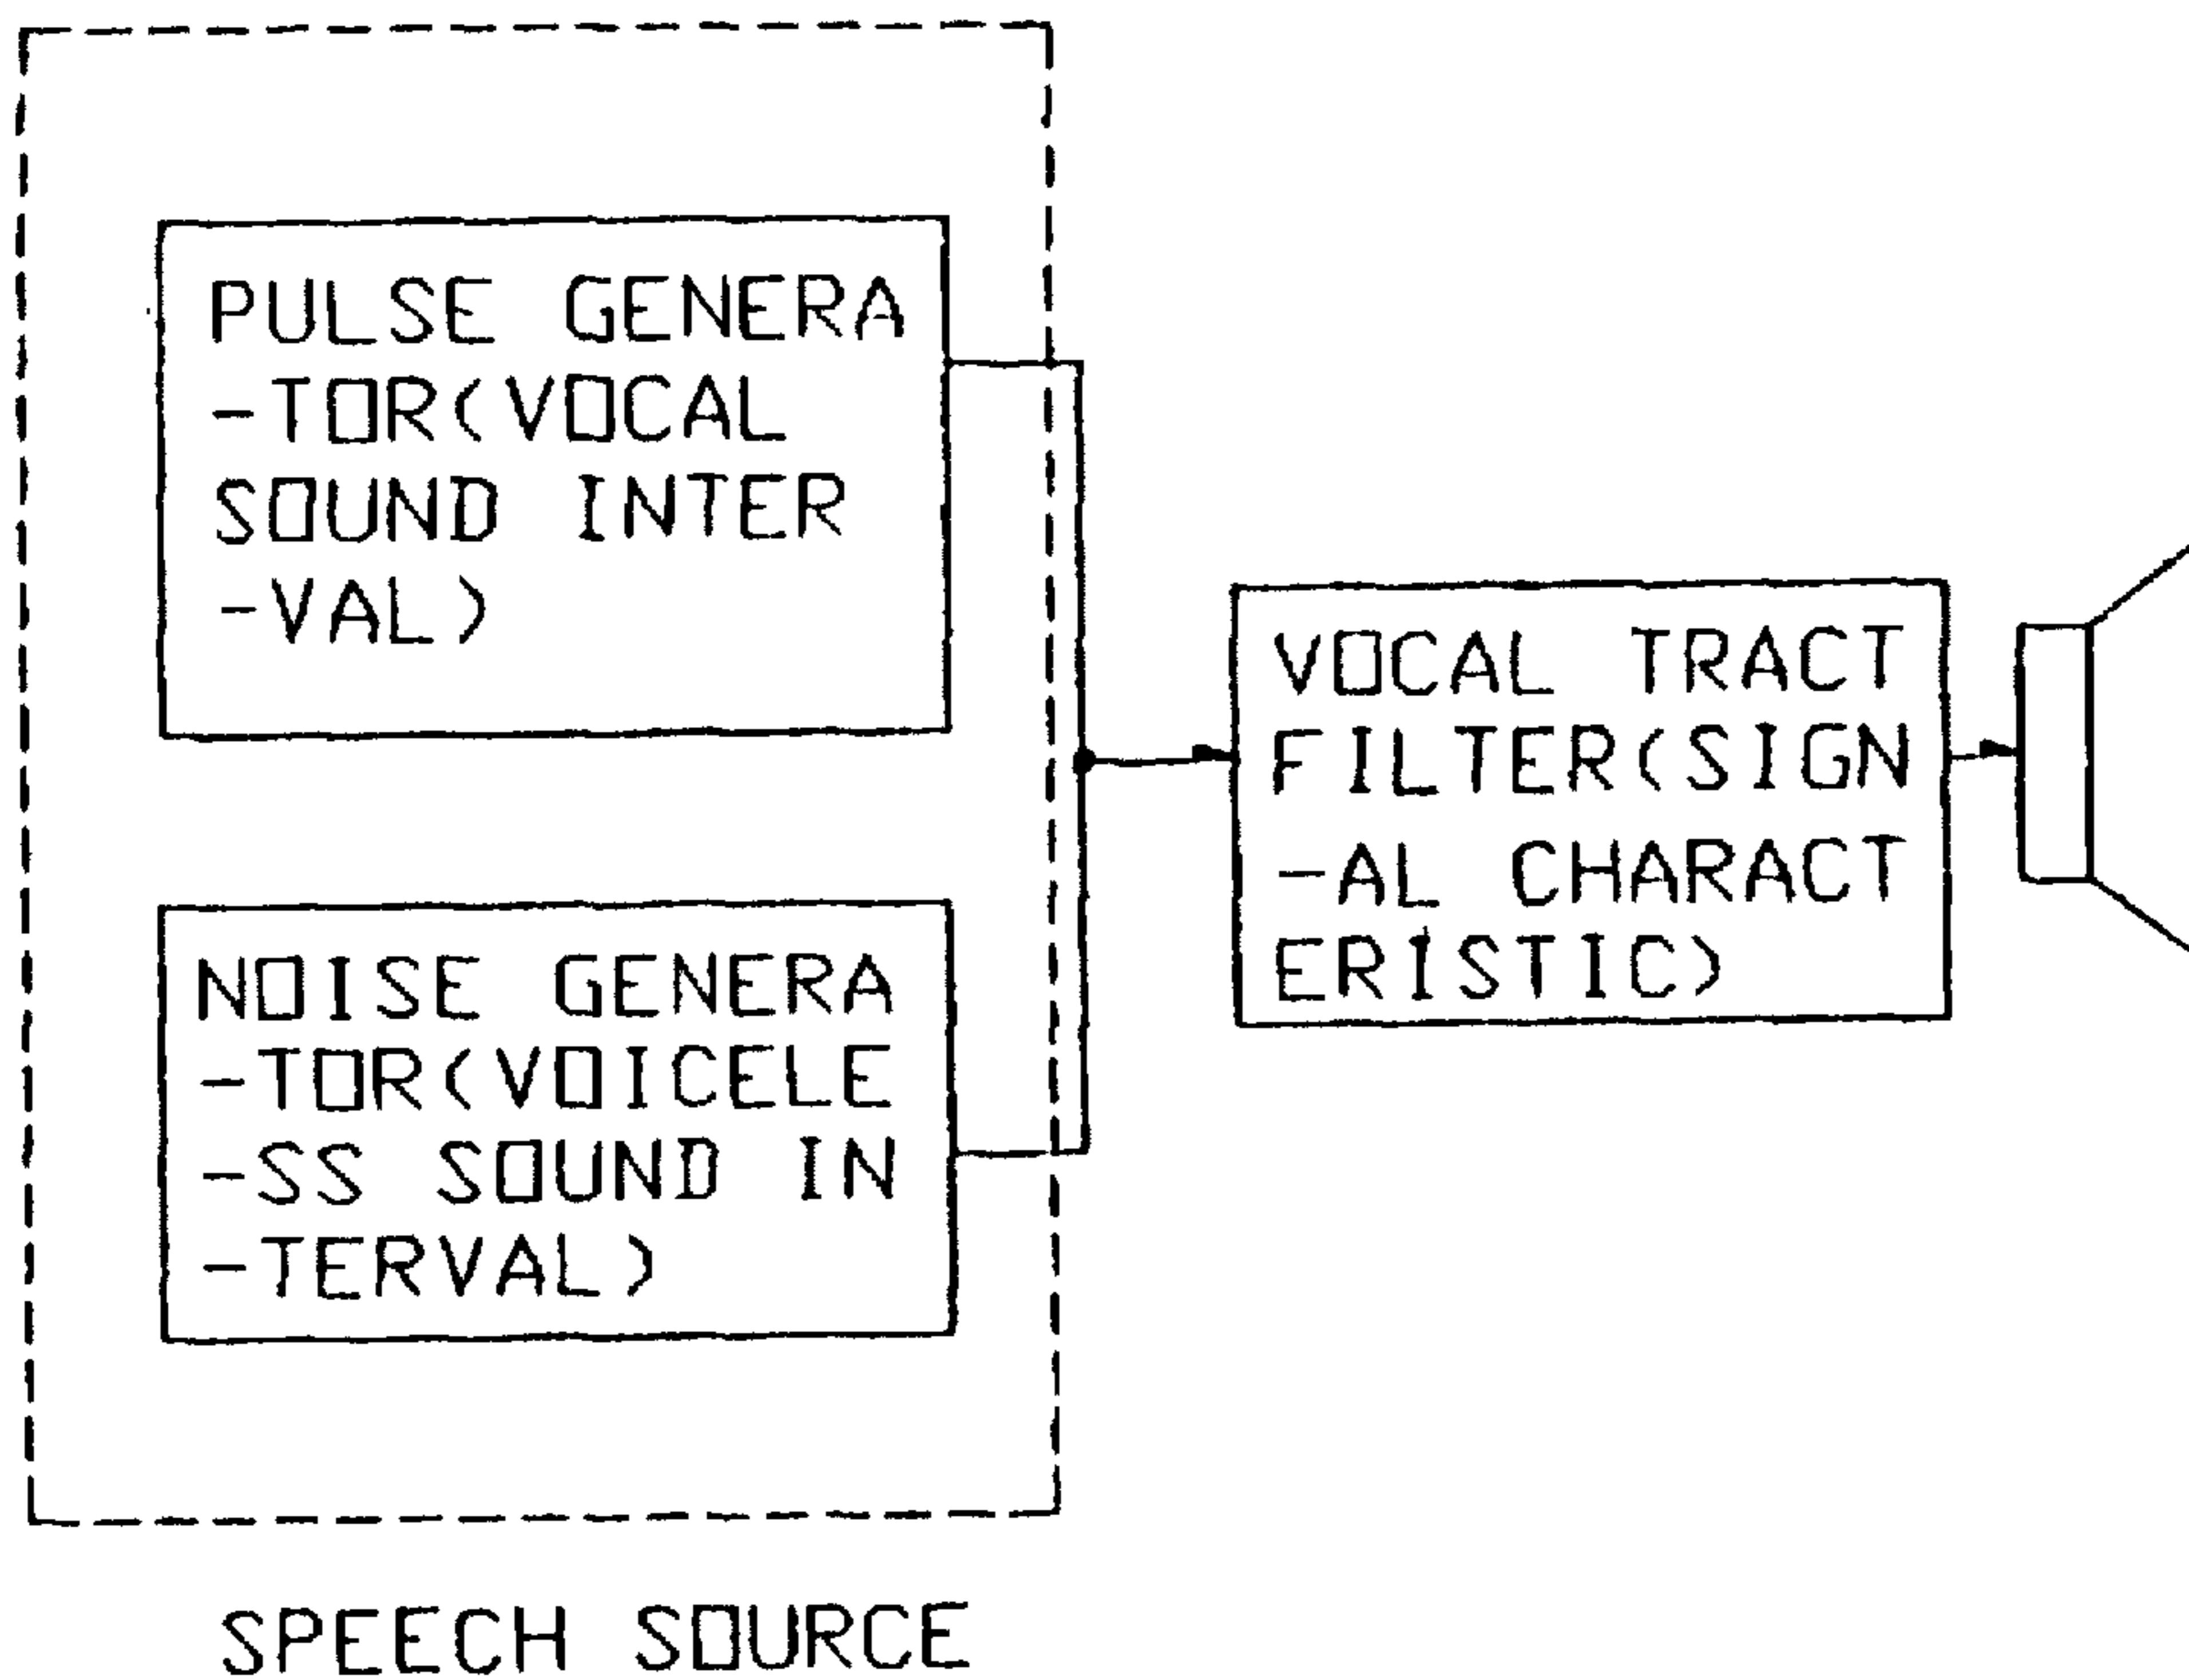 PULSE GENERA
-TOR(VOCAL
SOUND INTER
-VAL)
NOISE GENERA
-TOR(VOICELE
-SS SOUND IN
-TERVAL)
VOCAL TRACT
FILTER(SIGN
-AL CHARACT
ERISTIC)
SPEECH SOURCE